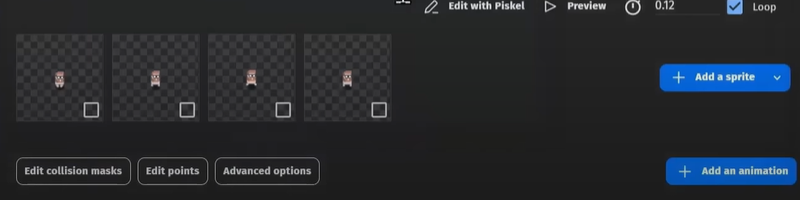 Edit with Piskel Preview 0.12 Loop
Add a sprite
Edit collision masks Edit points Advanced options Add an animation